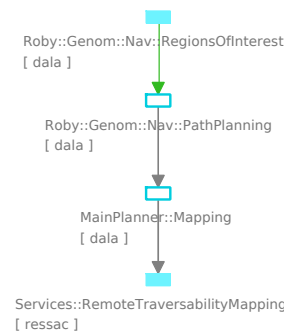 Roby::Genom::Nav::RegionsOfInterest
[ dala ]
Roby::Genom::Nav::PathPlanning
[ dala ]
MainPlanner::Mapping
[ dala ]
Services::RemoteTraversabilityMapping
[ ressac ]